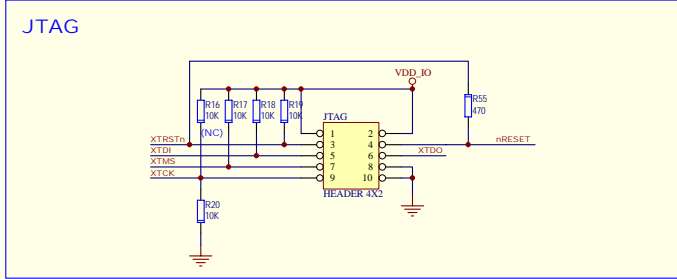 JTAG
VDD_IO
R16
10K
(NC)
R17
10K
R18
10K
R19
10K
R55
470
JTAG
1 2
3 4
5 6
7 8
9 10
HEADER 4X2
XTRSTn
XTDI
XTMS
XTCK
XTDO
nRESET
R20
10K